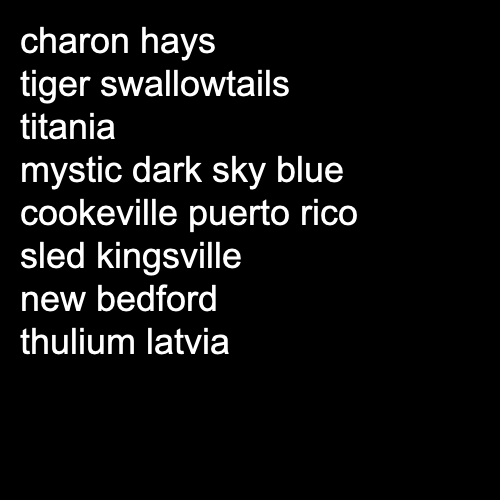 charon hays
tiger swallowtails
titania
mystic dark sky blue
cookeville puerto rico
sled kingsville
new bedford
thulium latvia